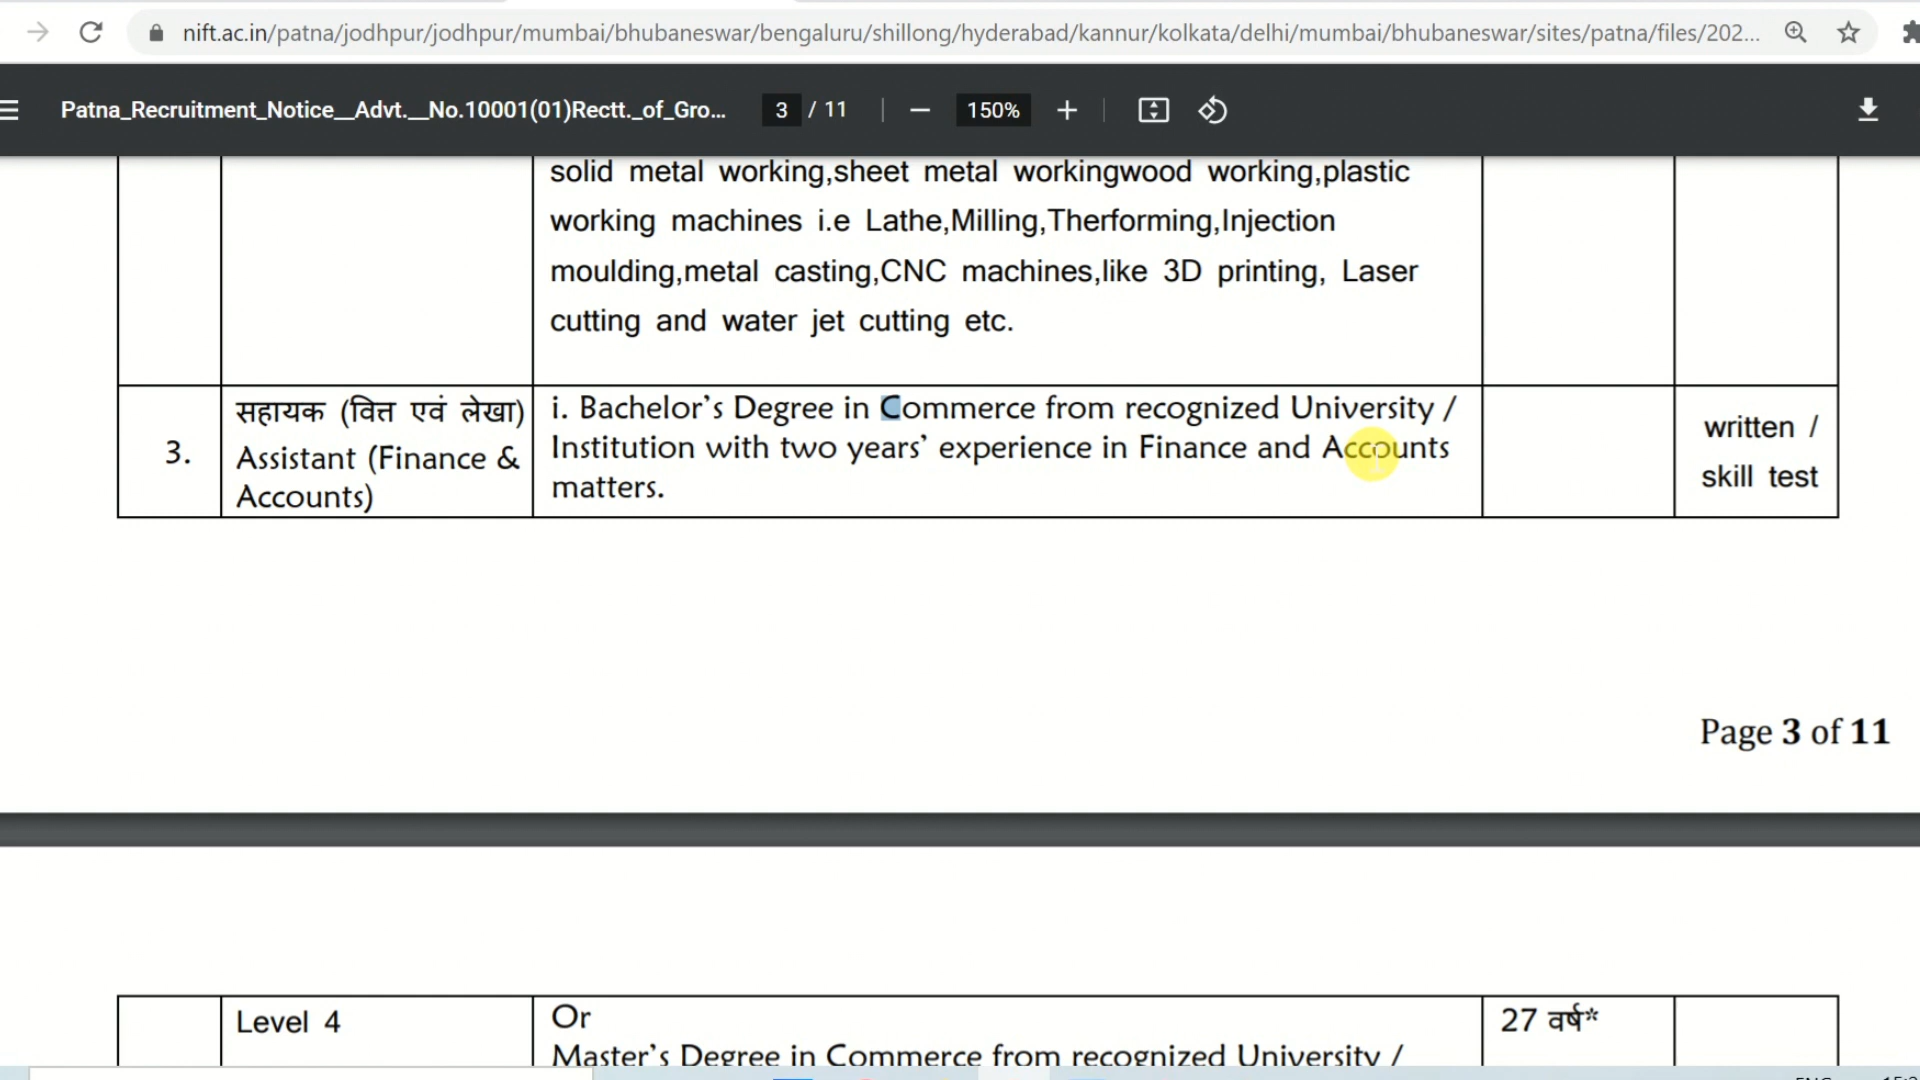 nift.ac.in/patna/jodhpur/jodhpur/mumbai/bhubaneswar/bengaluru/shillong/hyderabad/kannur/kolkata/delhi/mumbai/bhubaneswar/sites/patna/files/202...
Patna_Recruitment_Notice__Advt.__No.10001(01)Rectt._of_Gro... 3 / 11 150%
solid metal working,sheet metal workingwood working,plastic
working machines i.e Lathe,Milling,Therforming,Injection
moulding,metal casting,CNC machines,like 3D printing, Laser
cutting and water jet cutting etc.
3.
सहायक (वित्त एवं लेखा)
Assistant (Finance &
Accounts)
i. Bachelor’s Degree in Commerce from recognized University /
Institution with two years’ experience in Finance and Accounts
matters.
written /
skill test
Page 3 of 11
Level 4
Or
Master’s Degree in Commerce from recognized University /
27 वर्ष*